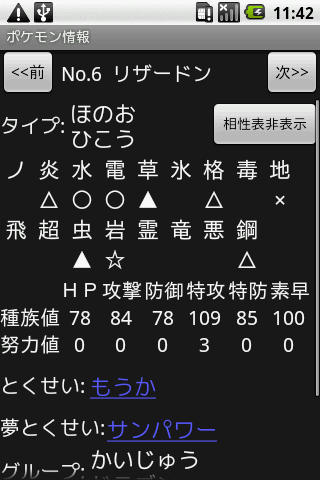 11:42
ポケモン情報
<<前 No.6 リザードン 次>>
タイプ: ほのお
ひこう
相性表非表示
ノ 炎 水 電 草 氷 格 毒 地
△ ○ ○ ▲ △ ×
飛 超 虫 岩 霊 竜 悪 鋼
▲ ☆ △
ＨＰ 攻撃 防御 特攻 特防 素早
種族値 78 84 78 109 85 100
努力値 0 0 0 3 0 0
とくせい: もうか
夢とくせい: サンパワー
グループ: かいじゅう